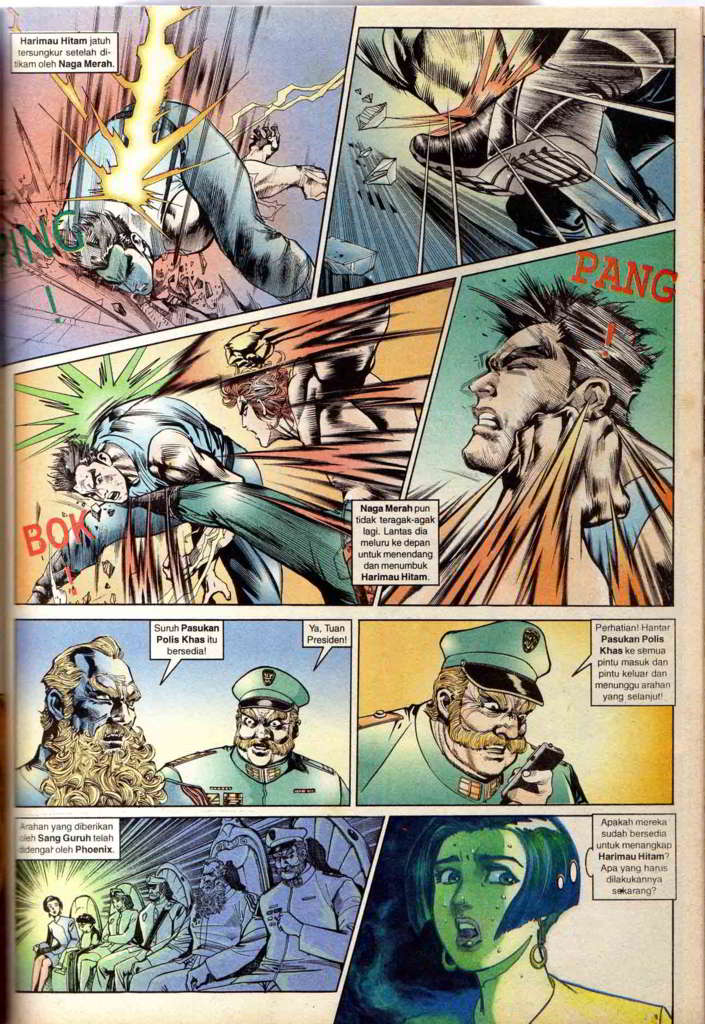 Harimau Hitam jatuh
tersungkur setelah di-
tikam oleh Naga Merah.
PING
!
PANG
!
BOK
!
Naga Merah pun
tidak teragak-agak
lagi. Lantas dia
meluru ke depan
untuk menendang
dan menumbuk
Harimau Hitam.
Suruh Pasukan
Polis Khas itu
bersedia!
Ya, Tuan
Presiden!
Perhatian! Hantar
Pasukan Polis
Khas ke semua
pintu masuk dan
pintu keluar dan
menunggu arahan
yang selanjut!
Arahan yang diberikan
oleh Sang Guruh telah
didengar oleh Phoenix.
Apakah mereka
sudah bersedia
untuk menangkap
Harimau Hitam?
Apa yang harus
dilakukannya
sekarang?